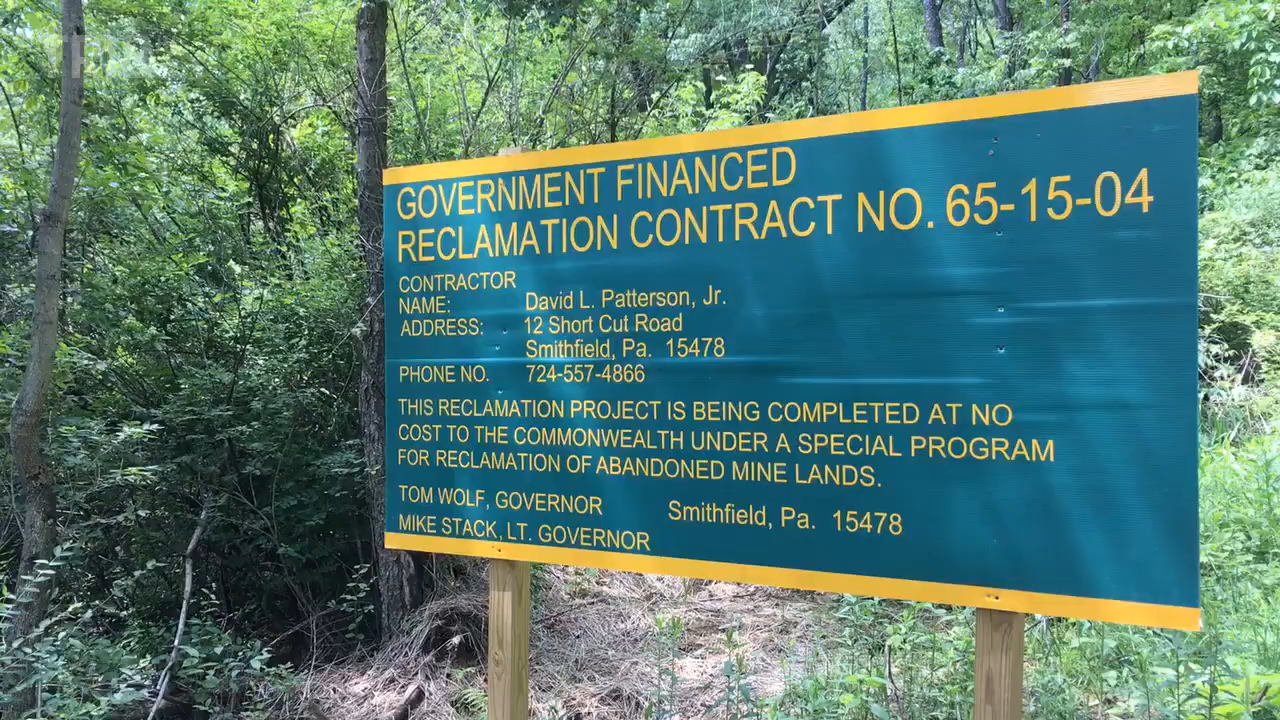 GOVERNMENT FINANCED
RECLAMATION CONTRACT NO. 65-15-04
CONTRACTOR
NAME: David L. Patterson, Jr.
ADDRESS: 12 Short Cut Road
Smithfield, Pa. 15478
PHONE NO. 724-557-4866
THIS RECLAMATION PROJECT IS BEING COMPLETED AT NO
COST TO THE COMMONWEALTH UNDER A SPECIAL PROGRAM
FOR RECLAMATION OF ABANDONED MINE LANDS.
TOM WOLF, GOVERNOR Smithfield, Pa. 15478
MIKE STACK, LT. GOVERNOR